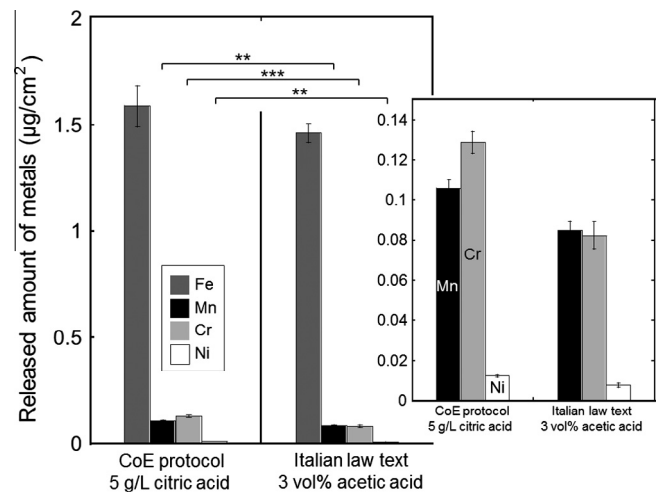 Released amount of metals (µg/cm²)
2
1.5
1
0.5
0
**
***
**
Fe
Mn
Cr
Ni
CoE protocol
5 g/L citric acid
Italian law text
3 vol% acetic acid
0.14
0.12
0.1
0.08
0.06
0.04
0.02
0
Mn
Cr
Ni
CoE protocol
5 g/L citric acid
Italian law text
3 vol% acetic acid